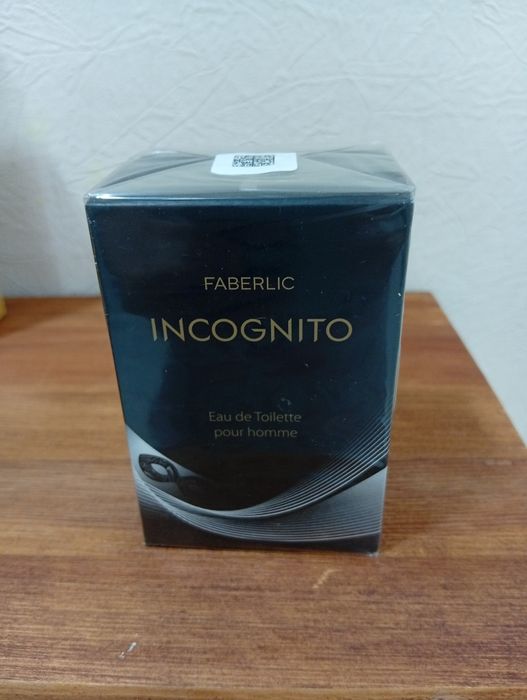 FABERLIC
INCOGNITO
Eau de Toilette
pour homme